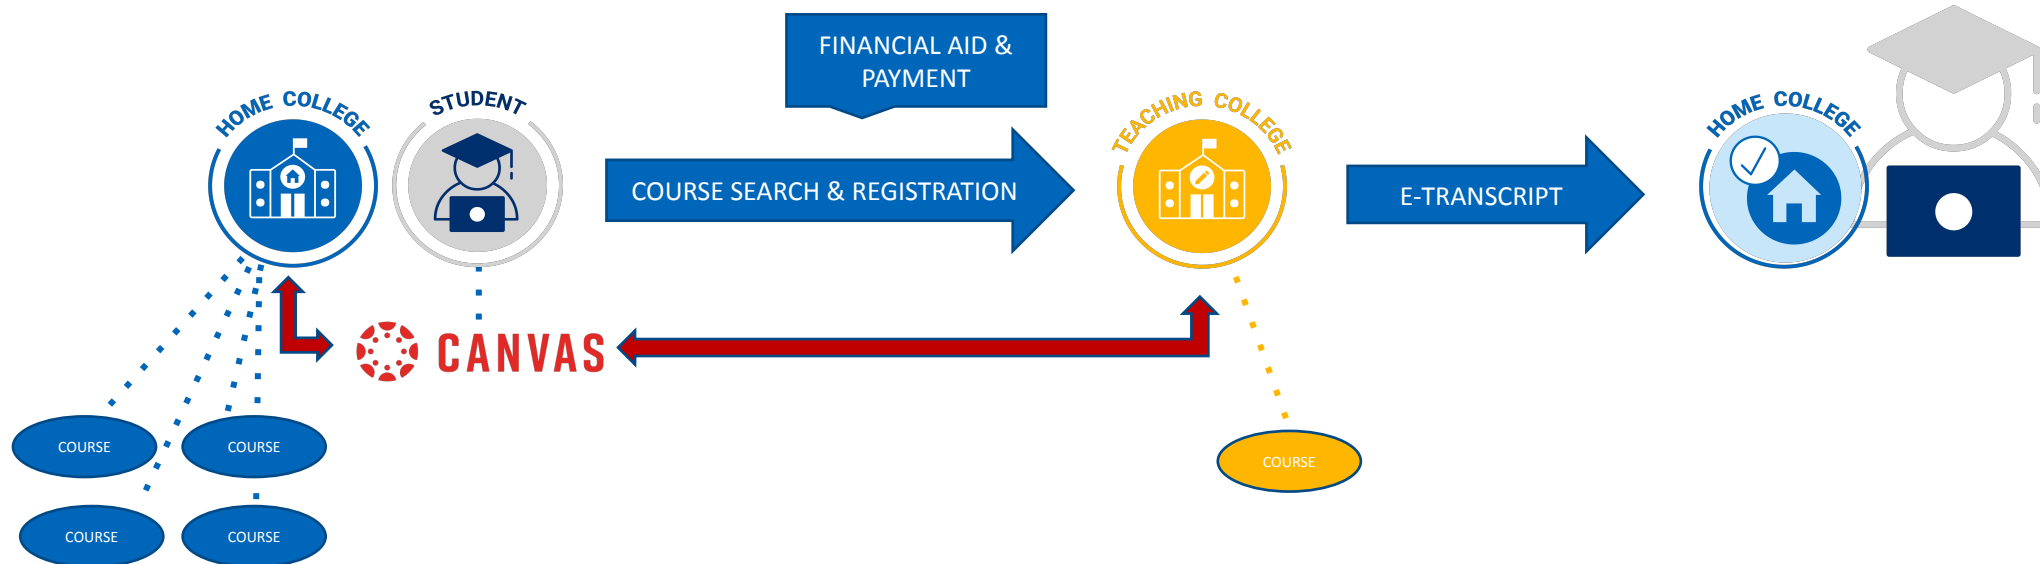 FINANCIAL AID &
PAYMENT
HOME COLLEGE
STUDENT
TEACHING COLLEGE
HOME COLLEGE
COURSE SEARCH & REGISTRATION
E-TRANSCRIPT
CANVAS
COURSE
COURSE
COURSE
COURSE
COURSE